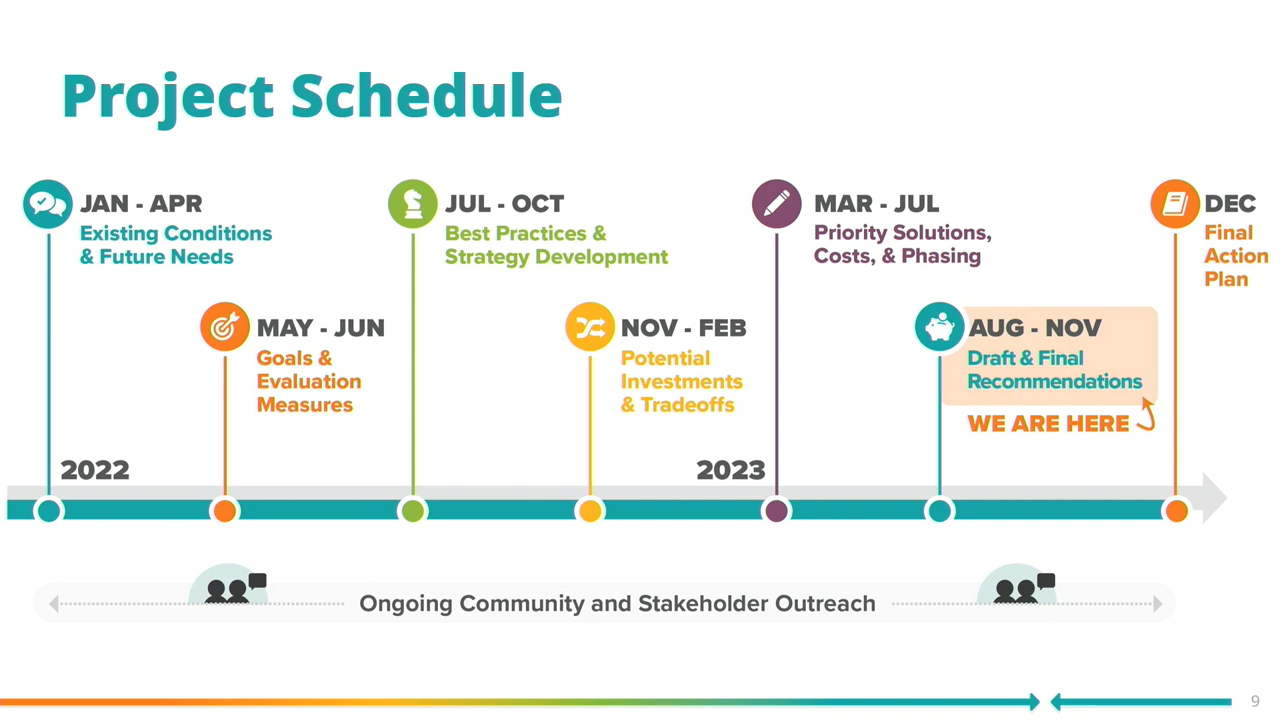 Project Schedule
JAN - APR
Existing Conditions
& Future Needs
MAY - JUN
Goals &
Evaluation
Measures
JUL - OCT
Best Practices &
Strategy Development
NOV - FEB
Potential
Investments
& Tradeoffs
MAR - JUL
Priority Solutions,
Costs, & Phasing
AUG - NOV
Draft & Final
Recommendations
WE ARE HERE
DEC
Final
Action
Plan
2022
2023
Ongoing Community and Stakeholder Outreach
9